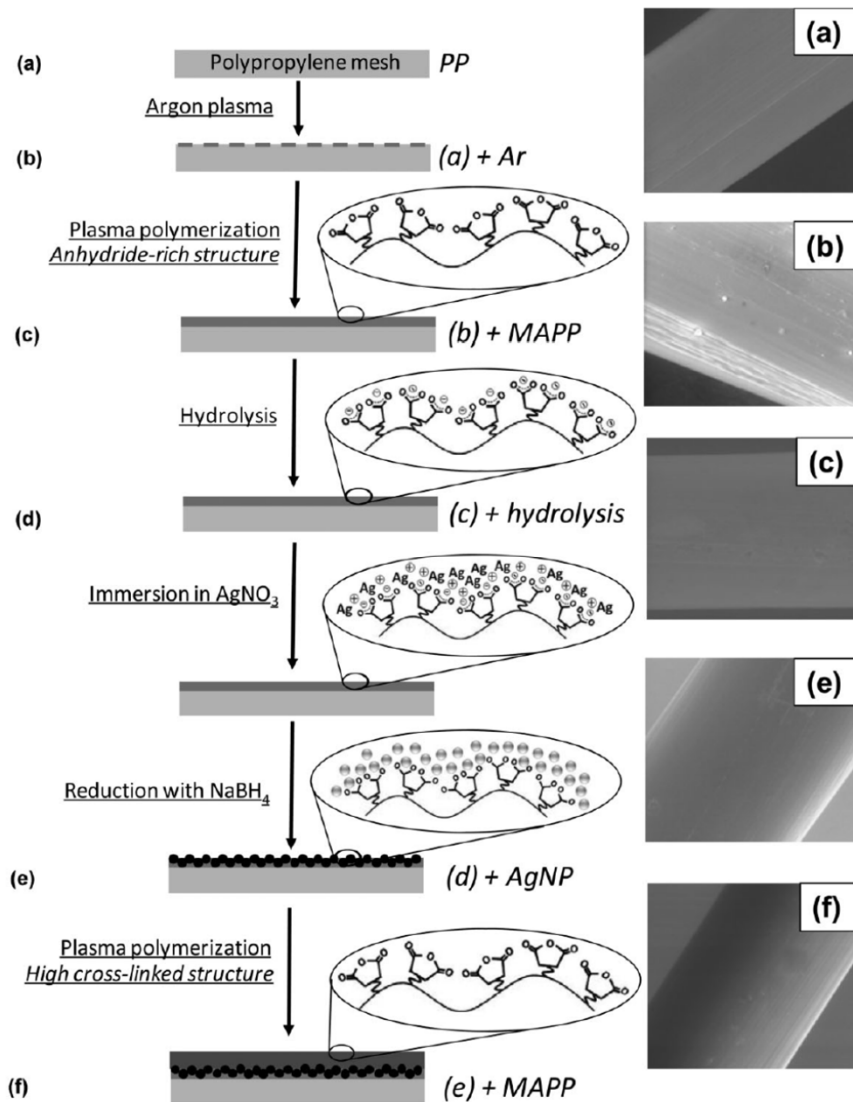 (a)
Polypropylene mesh
PP
Argon plasma
(b)
(a) + Ar
Plasma polymerization
Anhydride-rich structure
(c)
(b) + MAPP
Hydrolysis
(d)
(c) + hydrolysis
Immersion in AgNO₃
Reduction with NaBH₄
(e)
(d) + AgNP
Plasma polymerization
High cross-linked structure
(f)
(e) + MAPP
(a)
(b)
(c)
(e)
(f)